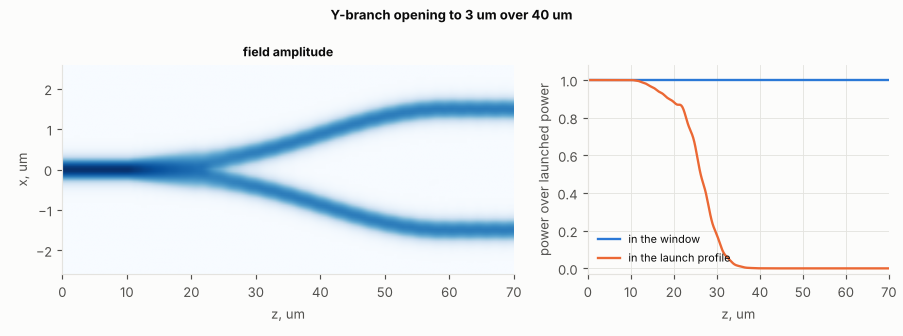 Y-branch opening to 3 um over 40 um
field amplitude
x, um
2
1
0
−1
−2
0 10 20 30 40 50 60 70
z, um
power over launched power
1.0
0.8
0.6
0.4
0.2
0.0
in the window
in the launch profile
0 10 20 30 40 50 60 70
z, um